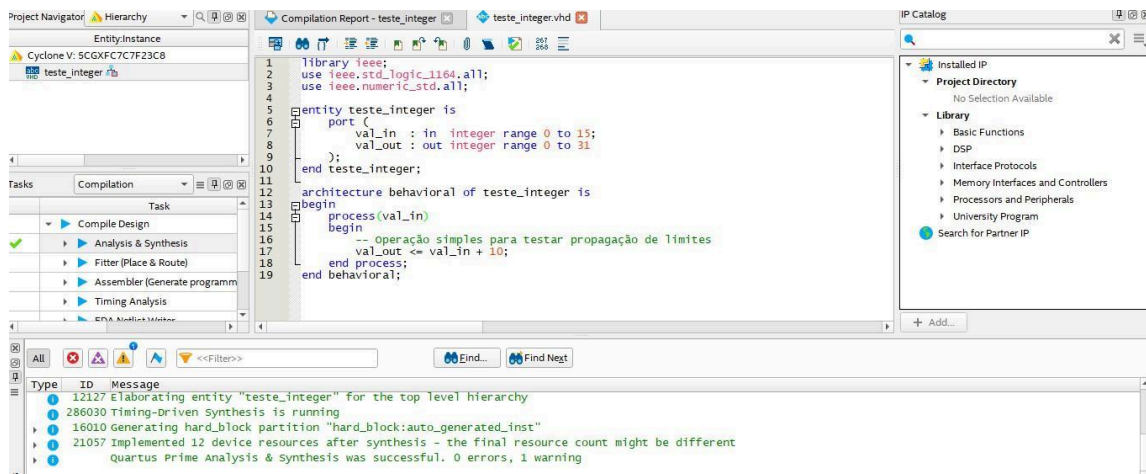 Project Navigator Hierarchy
Entity:Instance
Cyclone V: 5CGXFC7C7F23C8
teste_integer
Tasks Compilation
Task
Compile Design
Analysis & Synthesis
Fitter (Place & Route)
Assembler (Generate programm
Timing Analysis
EDA Netlist Writer
Compilation Report - teste_integer
teste_integer.vhd
267
268
1 library ieee;
2 use ieee.std_logic_1164.all;
3 use ieee.numeric_std.all;
4
5 entity teste_integer is
6 port (
7 val_in : in integer range 0 to 15;
8 val_out : out integer range 0 to 31
9 );
10 end teste_integer;
11
12 architecture behavioral of teste_integer is
13 begin
14 process(val_in)
15 begin
16 -- Operação simples para testar propagação de limites
17 val_out <= val_in + 10;
18 end process;
19 end behavioral;
IP Catalog
Installed IP
Project Directory
No Selection Available
Library
Basic Functions
DSP
Interface Protocols
Memory Interfaces and Controllers
Processors and Peripherals
University Program
Search for Partner IP
+ Add...
All <<Filter>> Find... Find Next
Type ID Message
12127 Elaborating entity "teste_integer" for the top level hierarchy
286030 Timing-Driven Synthesis is running
16010 Generating hard_block partition "hard_block:auto_generated_inst"
21057 Implemented 12 device resources after synthesis - the final resource count might be different
Quartus Prime Analysis & Synthesis was successful. 0 errors, 1 warning